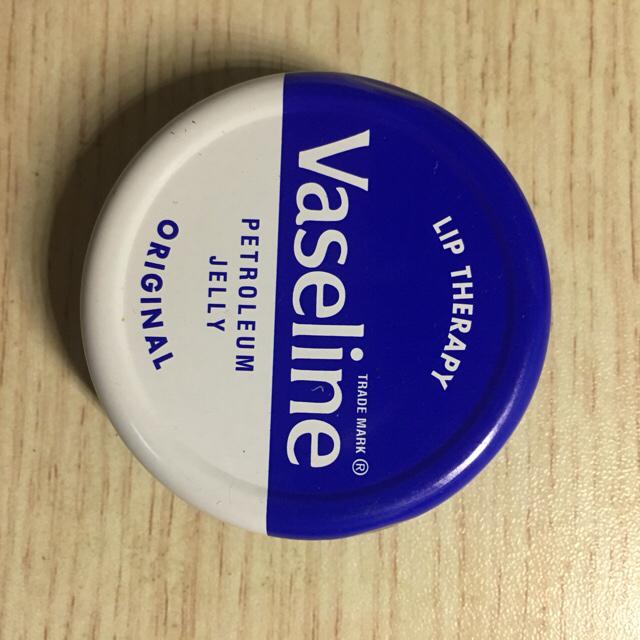 LIP THERAPY
TRADE MARK ®
Vaseline
PETROLEUM
JELLY
ORIGINAL